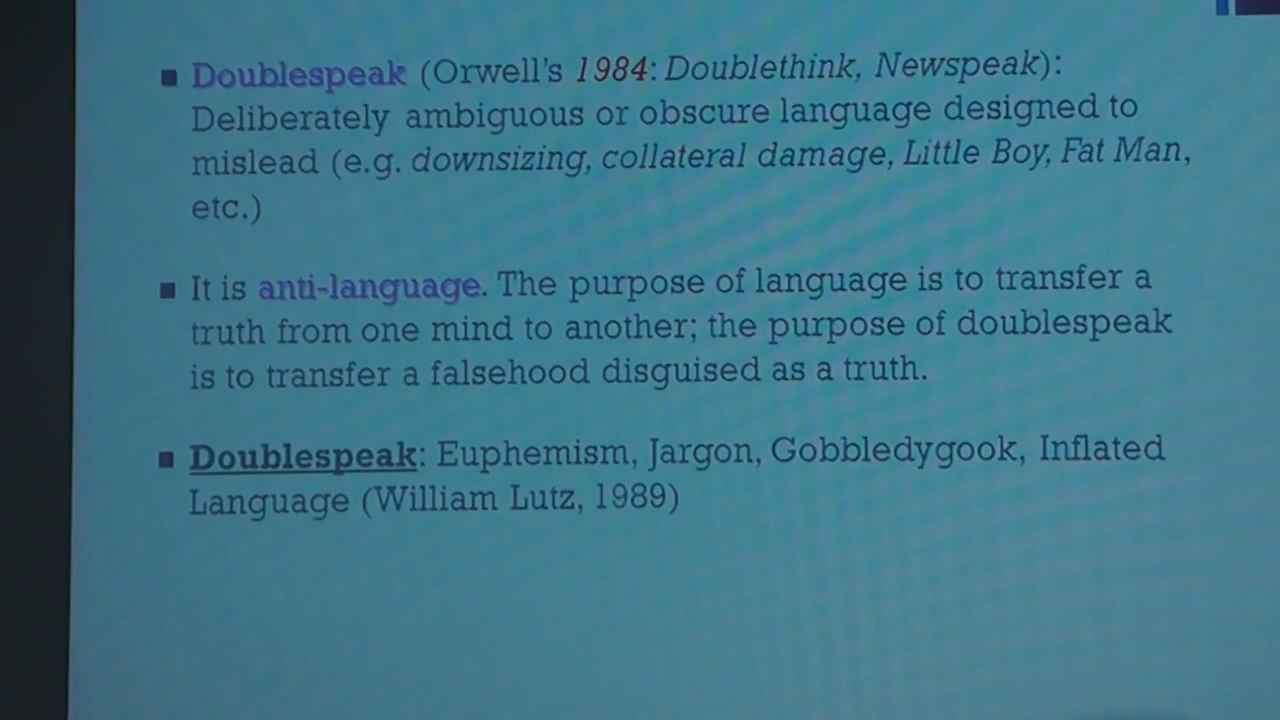 ▪ Doublespeak (Orwell's 1984: Doublethink, Newspeak):
Deliberately ambiguous or obscure language designed to
mislead (e.g. downsizing, collateral damage, Little Boy, Fat Man,
etc.)
▪ It is anti-language. The purpose of language is to transfer a
truth from one mind to another; the purpose of doublespeak
is to transfer a falsehood disguised as a truth.
▪ Doublespeak: Euphemism, Jargon, Gobbledygook, Inflated
Language (William Lutz, 1989)